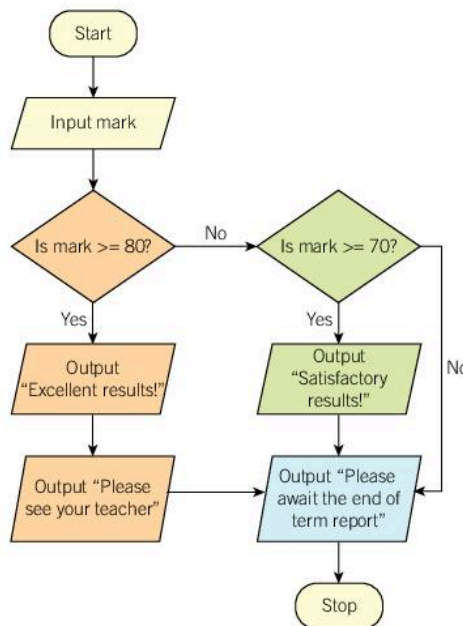 Start
Input mark
Is mark >= 80?
No
Is mark >= 70?
Yes
Yes
Output
“Excellent results!”
Output
“Satisfactory
results!”
No
Output “Please
see your teacher”
Output “Please
await the end of
term report”
Stop